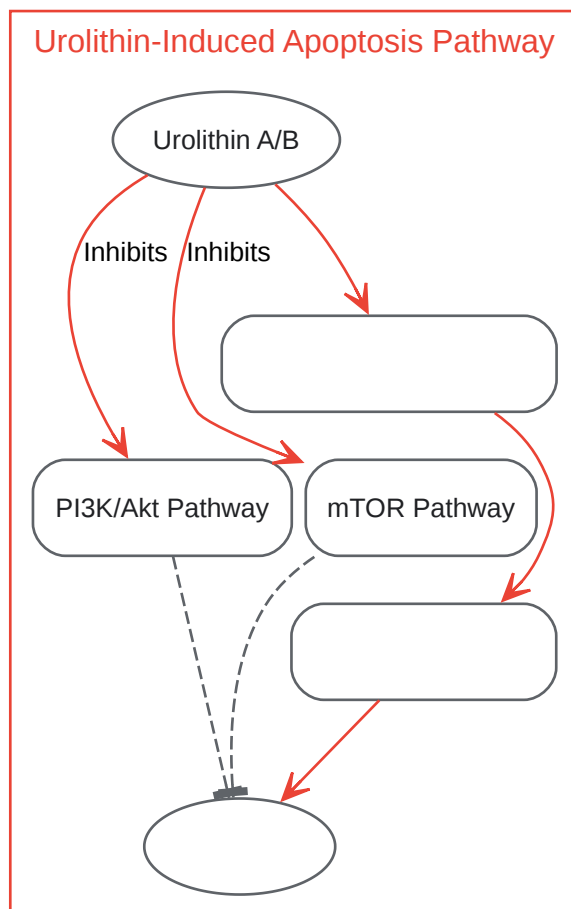 Urolithin-Induced Apoptosis Pathway
Urolithin A/B
Inhibits
Inhibits
PI3K/Akt Pathway
mTOR Pathway